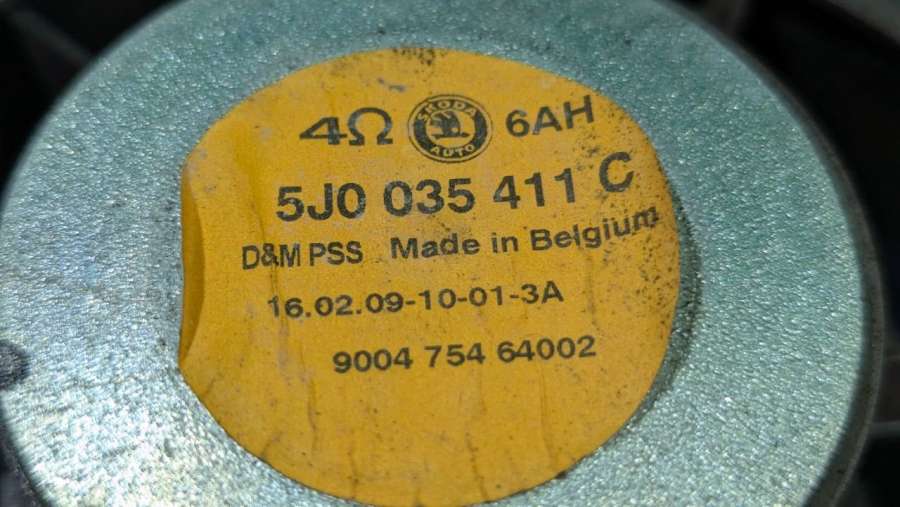 4Ω ŠKODA AUTO 6AH
5J0 035 411 C
D&M PSS Made in Belgium
16.02.09-10-01-3A
9004 754 64002